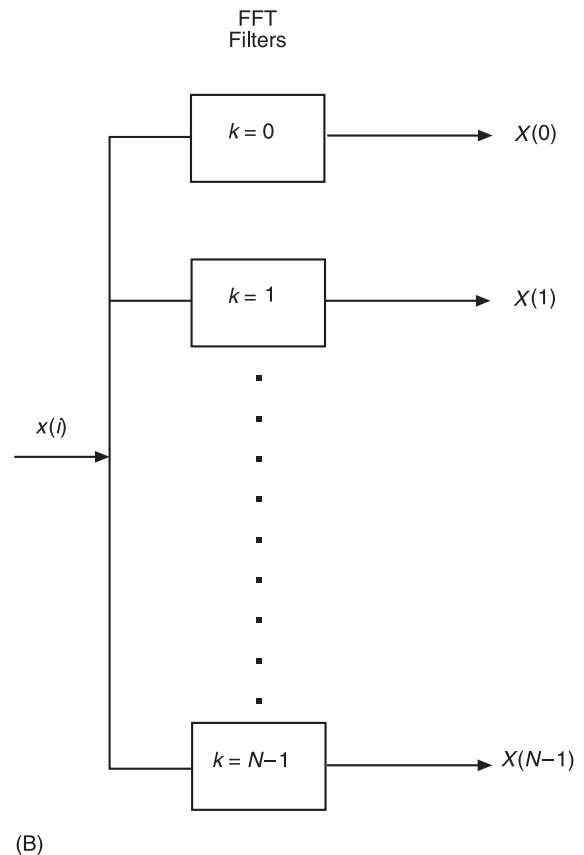 FFT
Filters
k = 0
X(0)
k = 1
X(1)
x(i)
k = N−1
X(N−1)
(B)